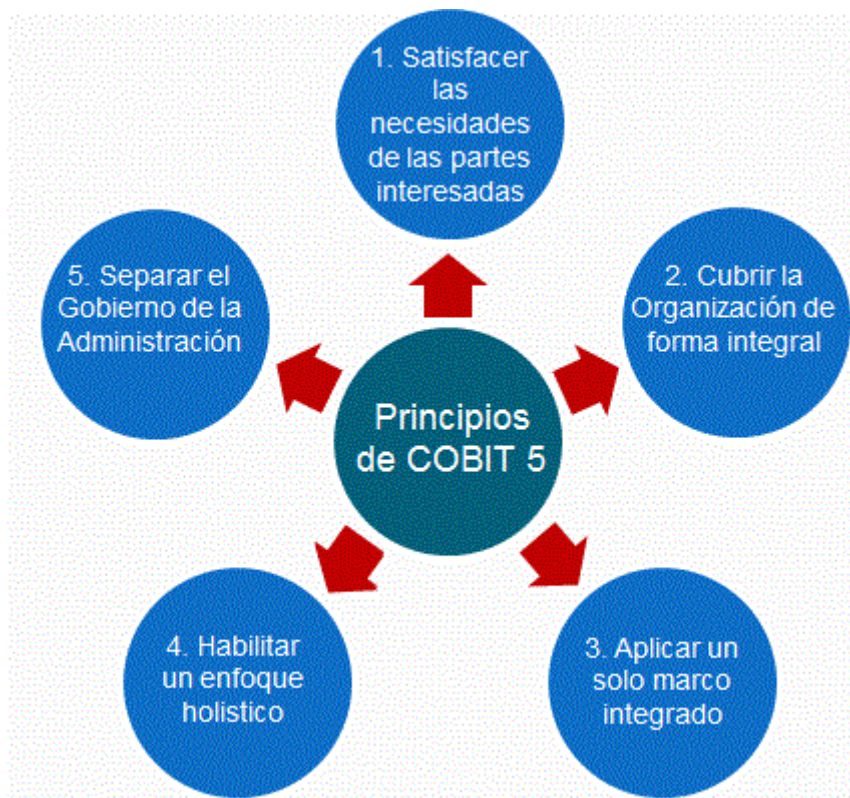 1. Satisfacer
las
necesidades
de las partes
interesadas
5. Separar el
Gobierno de la
Administración
2. Cubrir la
Organización de
forma integral
Principios
de COBIT 5
4. Habilitar
un enfoque
holistico
3. Aplicar un
solo marco
integrado